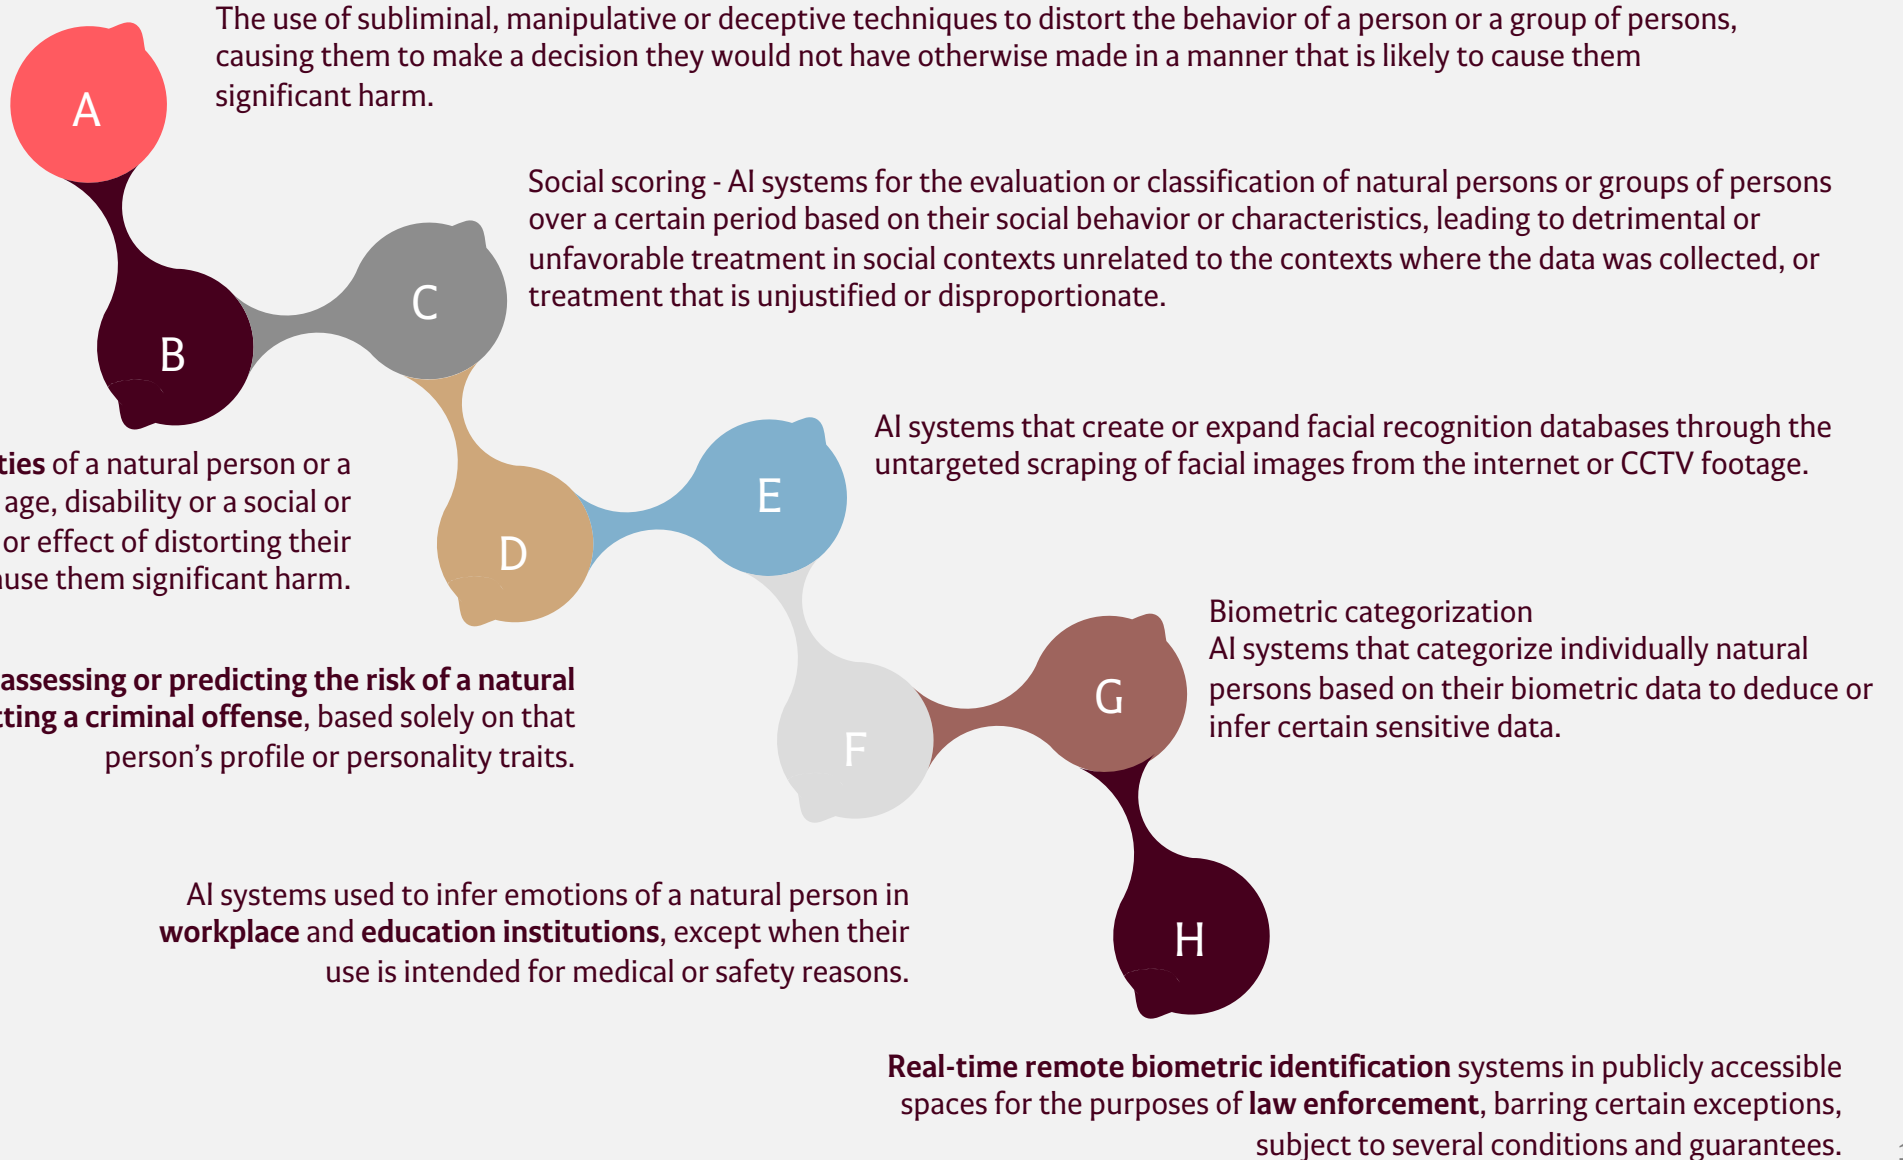 A
The use of subliminal, manipulative or deceptive techniques to distort the behavior of a person or a group of persons,
causing them to make a decision they would not have otherwise made in a manner that is likely to cause them
significant harm.
B
of a natural person or a
age, disability or a social or
or effect of distorting their
them significant harm.
C
Social scoring - AI systems for the evaluation or classification of natural persons or groups of persons
over a certain period based on their social behavior or characteristics, leading to detrimental or
unfavorable treatment in social contexts unrelated to the contexts where the data was collected, or
treatment that is unjustified or disproportionate.
D
assessing or predicting the risk of a natural
a criminal offense, based solely on that
person’s profile or personality traits.
E
AI systems that create or expand facial recognition databases through the
untargeted scraping of facial images from the internet or CCTV footage.
F
AI systems used to infer emotions of a natural person in
workplace and education institutions, except when their
use is intended for medical or safety reasons.
G
Biometric categorization
AI systems that categorize individually natural
persons based on their biometric data to deduce or
infer certain sensitive data.
H
Real-time remote biometric identification systems in publicly accessible
spaces for the purposes of law enforcement, barring certain exceptions,
subject to several conditions and guarantees.